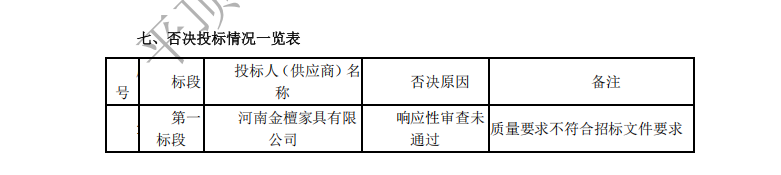 平顶
七、否决投标情况一览表
号
标段
投标人（供应商）名
称
否决原因
备注
第一
标段
河南金檀家具有限
公司
响应性审查未
通过
质量要求不符合招标文件要求